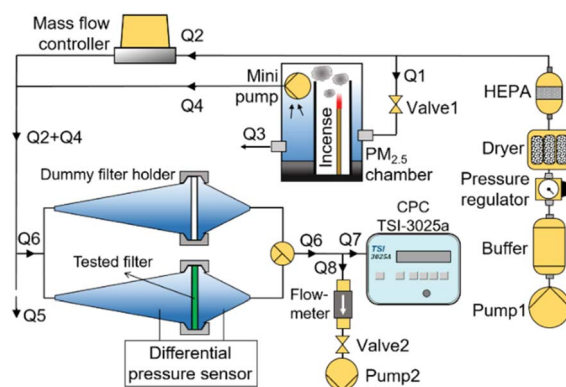 Mass flow
controller
Q2
Mini
pump
Q4
Q1
Valve1
HEPA
Q3
Incense
PM2.5
chamber
Dryer
Pressure
regulator
Q2+Q4
Dummy filter holder
CPC
TSI-3025a
Q6
Q6
Q7
TSI
3025A
Buffer
Tested filter
Q8
Flow-
meter
Q5
Pump1
Valve2
Differential
pressure sensor
Pump2